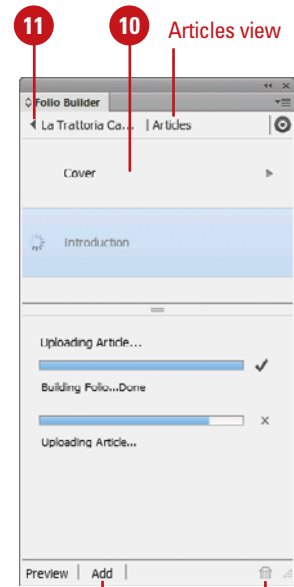 11 10 Articles view
Folio Builder
La Trattoria Ca... | Articles
Cover
Introduction
Uploading Article...
Building Folio...Done
Uploading Article...
Preview | Add |